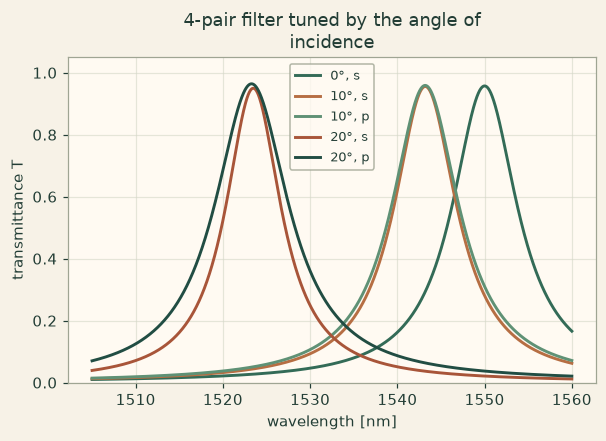 4-pair filter tuned by the angle of
incidence
transmittance T
1.0
0.8
0.6
0.4
0.2
0.0
0°, s
10°, s
10°, p
20°, s
20°, p
1510 1520 1530 1540 1550 1560
wavelength [nm]